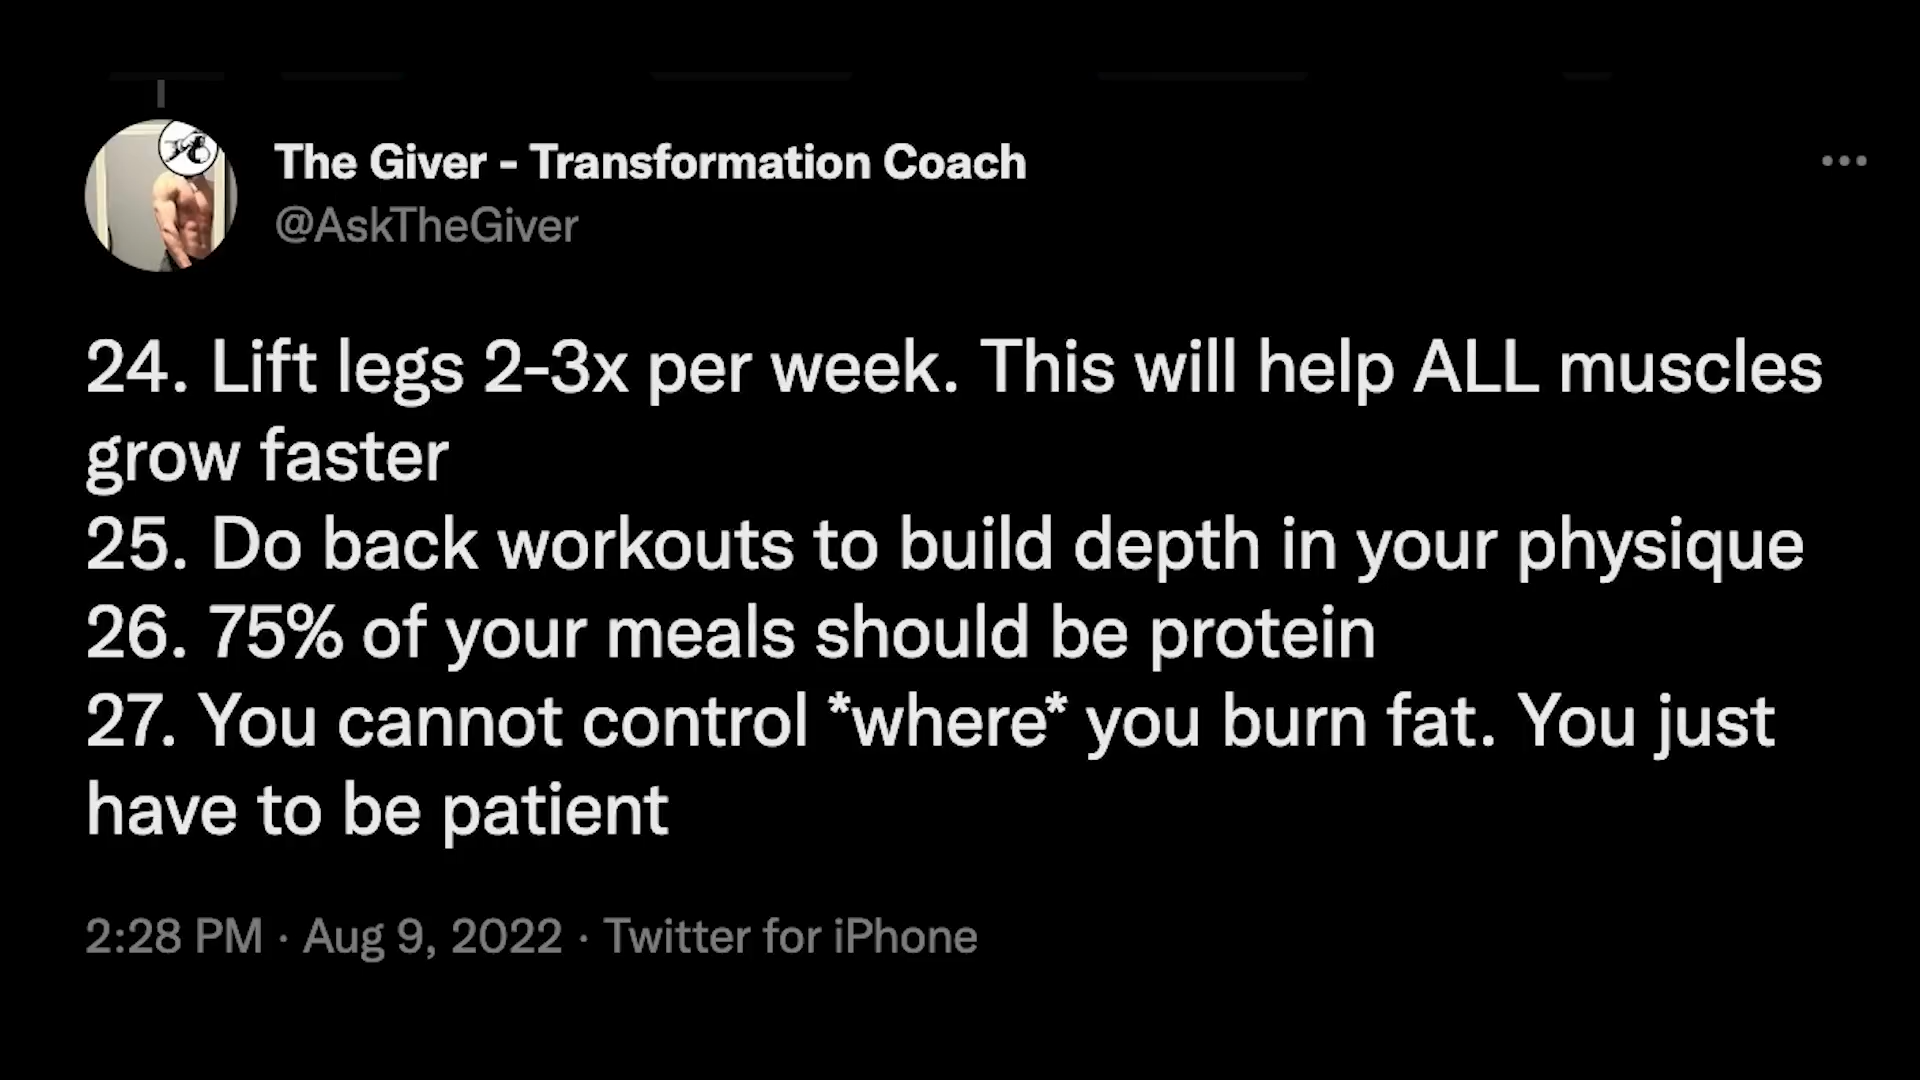 The Giver - Transformation Coach
@AskTheGiver
24. Lift legs 2-3x per week. This will help ALL muscles
grow faster
25. Do back workouts to build depth in your physique
26. 75% of your meals should be protein
27. You cannot control *where* you burn fat. You just
have to be patient
2:28 PM · Aug 9, 2022 · Twitter for iPhone